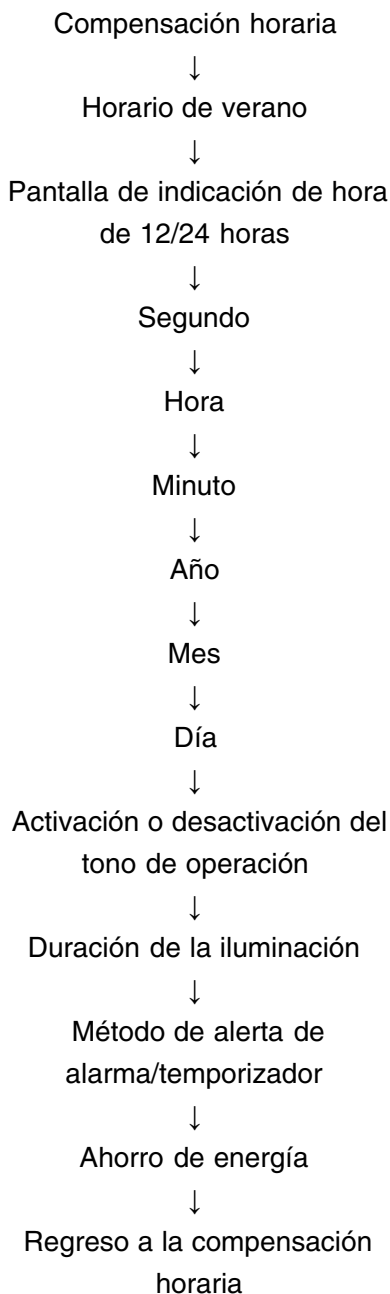 Compensación horaria
↓
Horario de verano
↓
Pantalla de indicación de hora
de 12/24 horas
↓
Segundo
↓
Hora
↓
Minuto
↓
Año
↓
Mes
↓
Día
↓
Activación o desactivación del
tono de operación
↓
Duración de la iluminación
↓
Método de alerta de
alarma/temporizador
↓
Ahorro de energía
↓
Regreso a la compensación
horaria